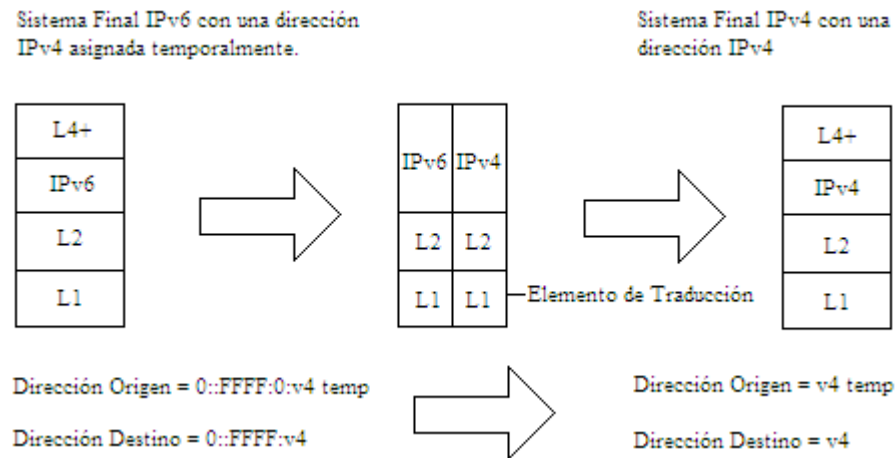 Sistema Final IPv6 con una dirección
IPv4 asignada temporalmente.
Sistema Final IPv4 con una
dirección IPv4
L4+
IPv6
L2
L1
IPv6 IPv4
L2 L2
L1 L1
Elemento de Traducción
L4+
IPv4
L2
L1
Dirección Origen = 0::FFFF:0:v4 temp
Dirección Destino = 0::FFFF:v4
Dirección Origen = v4 temp
Dirección Destino = v4